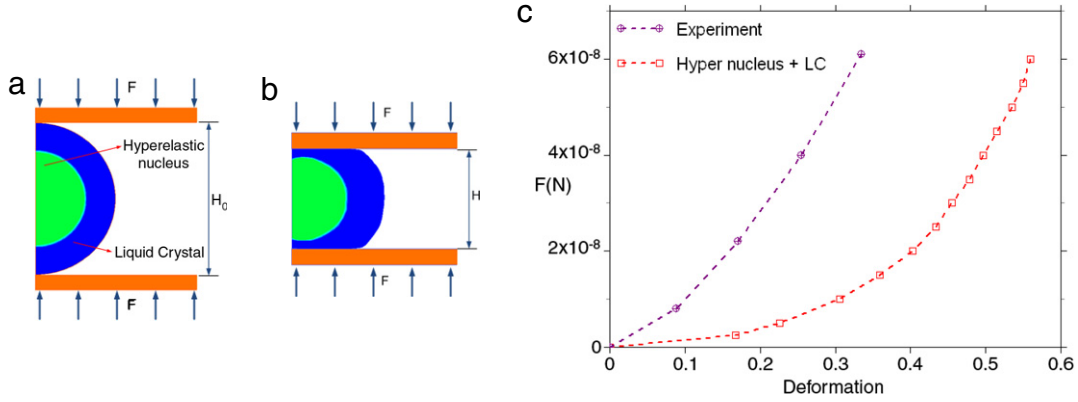 a
F
Hyperelastic
nucleus
H0
Liquid Crystal
F
b
F
H
F
c
Experiment
Hyper nucleus + LC
6x10-8
4x10-8
F(N)
2x10-8
0
0 0.1 0.2 0.3 0.4 0.5 0.6
Deformation